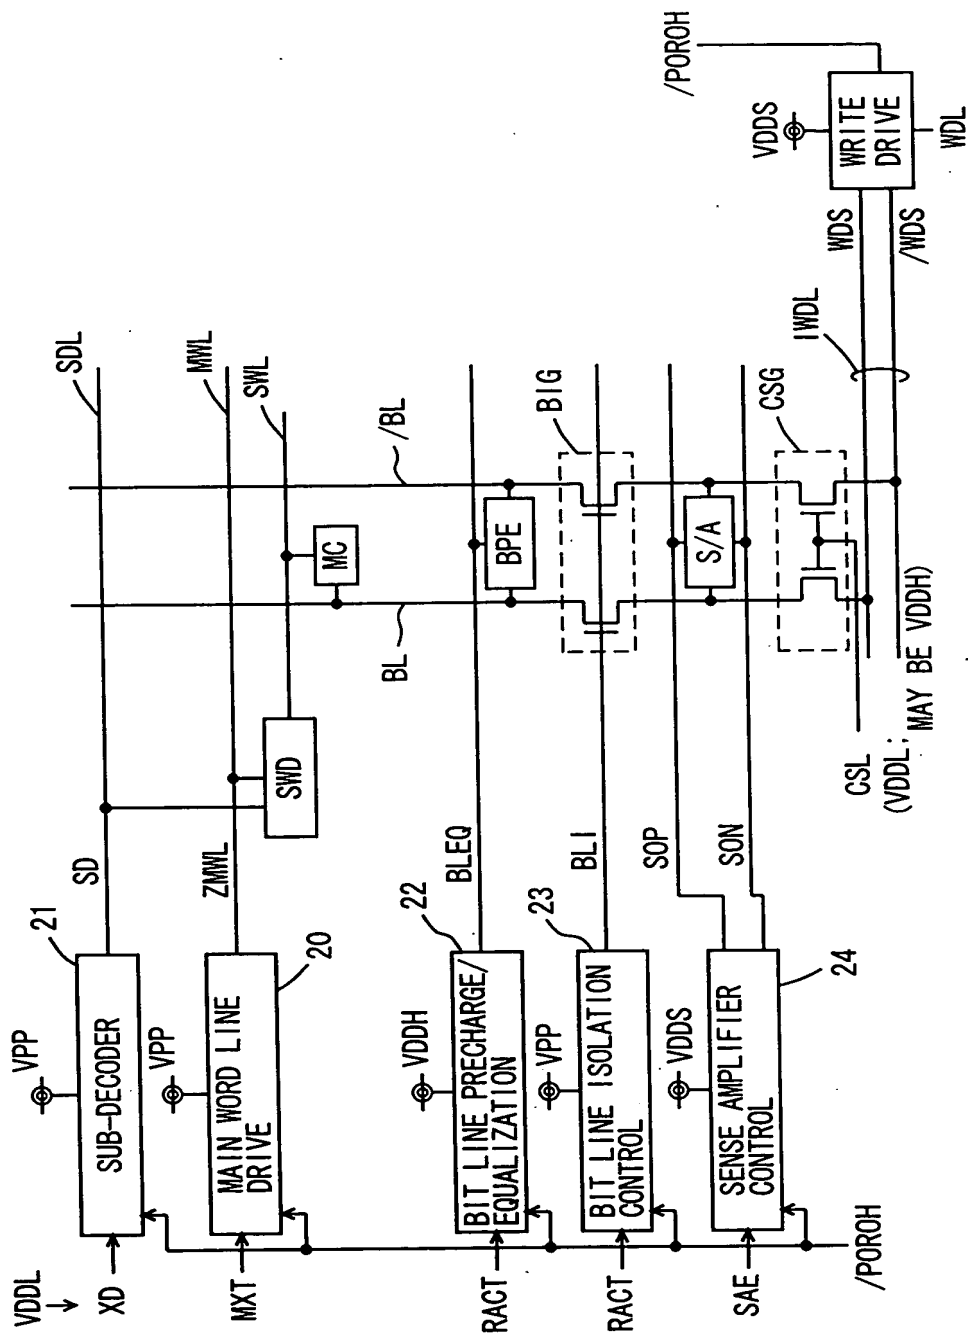 VDDL
XD
VPP
21
SUB-DECODER
SD
SDL
MXT
VPP
MAIN WORD LINE
DRIVE
20
ZMWL
MWL
SWD
SWL
MC
BL
/BL
RACT
VDDH
22
BIT LINE PRECHARGE/
EQUALIZATION
BLEQ
BPE
RACT
VPP
23
BIT LINE ISOLATION
CONTROL
BLI
BIG
SAE
VDDS
SENSE AMPLIFIER
CONTROL
24
SOP
SON
S/A
CSG
/POROH
CSL
(VDDL; MAY BE VDDH)
IWDL
WDS
/WDS
VDDS
WRITE
DRIVE
WDL
/POROH